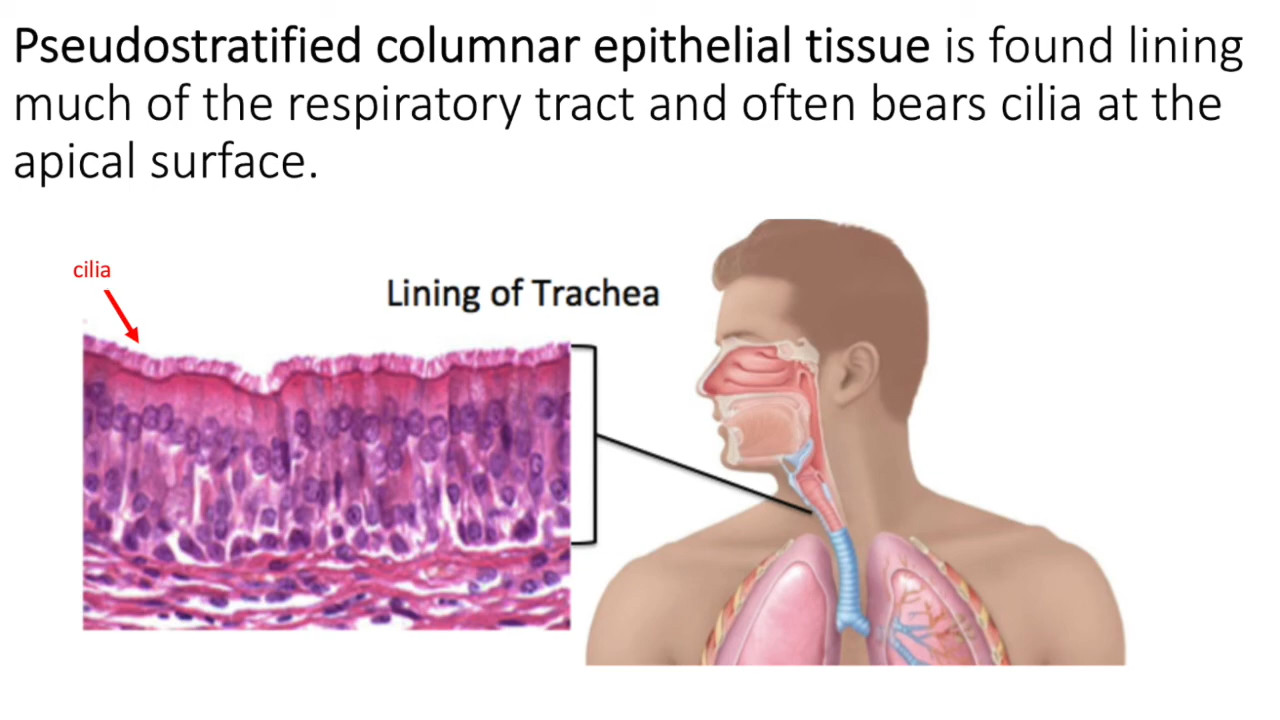 Pseudostratified columnar epithelial tissue is found lining
much of the respiratory tract and often bears cilia at the
apical surface.
cilia
Lining of Trachea